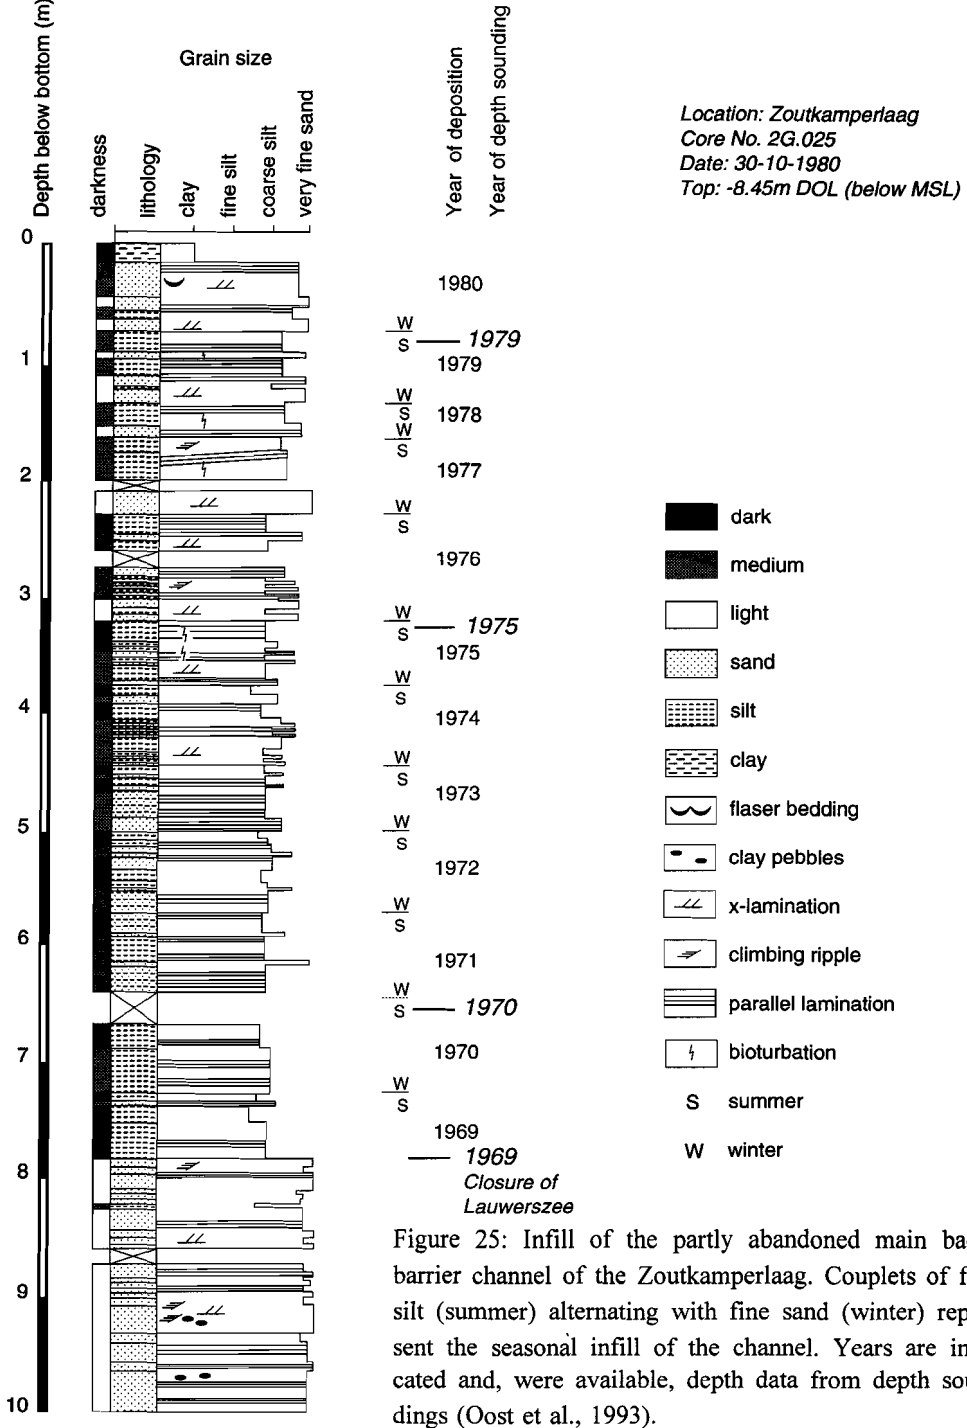 Depth below bottom (m)
Grain size
darkness
lithology
clay
fine silt
coarse silt
very fine sand
Year of deposition
Year of depth sounding
Location: Zoutkamperlaag
Core No. 2G.025
Date: 30-10-1980
Top: -8.45m DOL (below MSL)
0
1980
W
S
1979
1
1979
W
S
1978
W
S
1977
2
W
S
1976
3
W
S
1975
1975
W
S
4
1974
W
S
1973
5
W
S
1972
W
S
6
1971
W
S
1970
7
1970
W
S
1969
8
1969
Closure of
Lauwerszee
9
10
dark
medium
light
sand
silt
clay
flaser bedding
clay pebbles
x-lamination
climbing ripple
parallel lamination
bioturbation
S summer
W winter
Figure 25: Infill of the partly abandoned main ba
barrier channel of the Zoutkamperlaag. Couplets of f
silt (summer) alternating with fine sand (winter) rep
sent the seasonal infill of the channel. Years are in
cated and, were available, depth data from depth sou
dings (Oost et al., 1993).